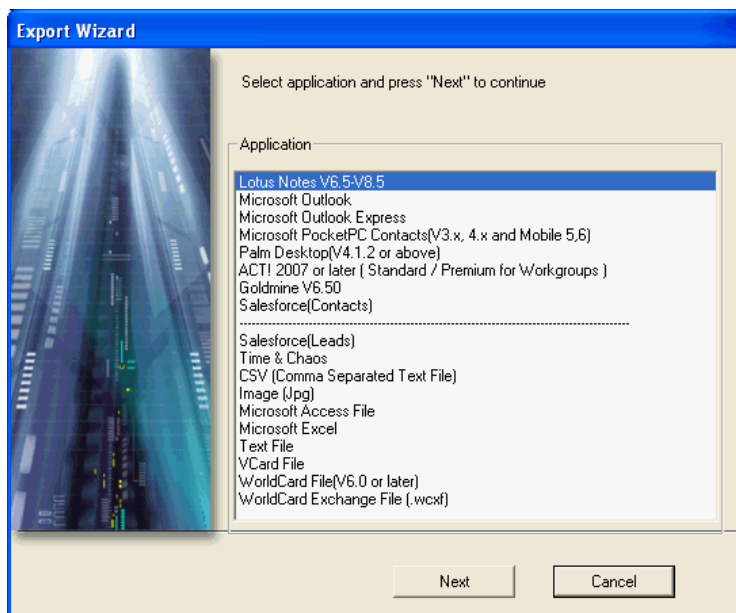 Export Wizard
Select application and press "Next" to continue
Application
Lotus Notes V6.5-V8.5
Microsoft Outlook
Microsoft Outlook Express
Microsoft PocketPC Contacts(V3.x, 4.x and Mobile 5,6)
Palm Desktop(V4.1.2 or above)
ACT! 2007 or later ( Standard / Premium for Workgroups )
Goldmine V6.50
Salesforce(Contacts)
--------------------------------------------------------------------------------
Salesforce(Leads)
Time & Chaos
CSV (Comma Separated Text File)
Image (Jpg)
Microsoft Access File
Microsoft Excel
Text File
VCard File
WorldCard File(V6.0 or later)
WorldCard Exchange File (.wcxf)
Next
Cancel